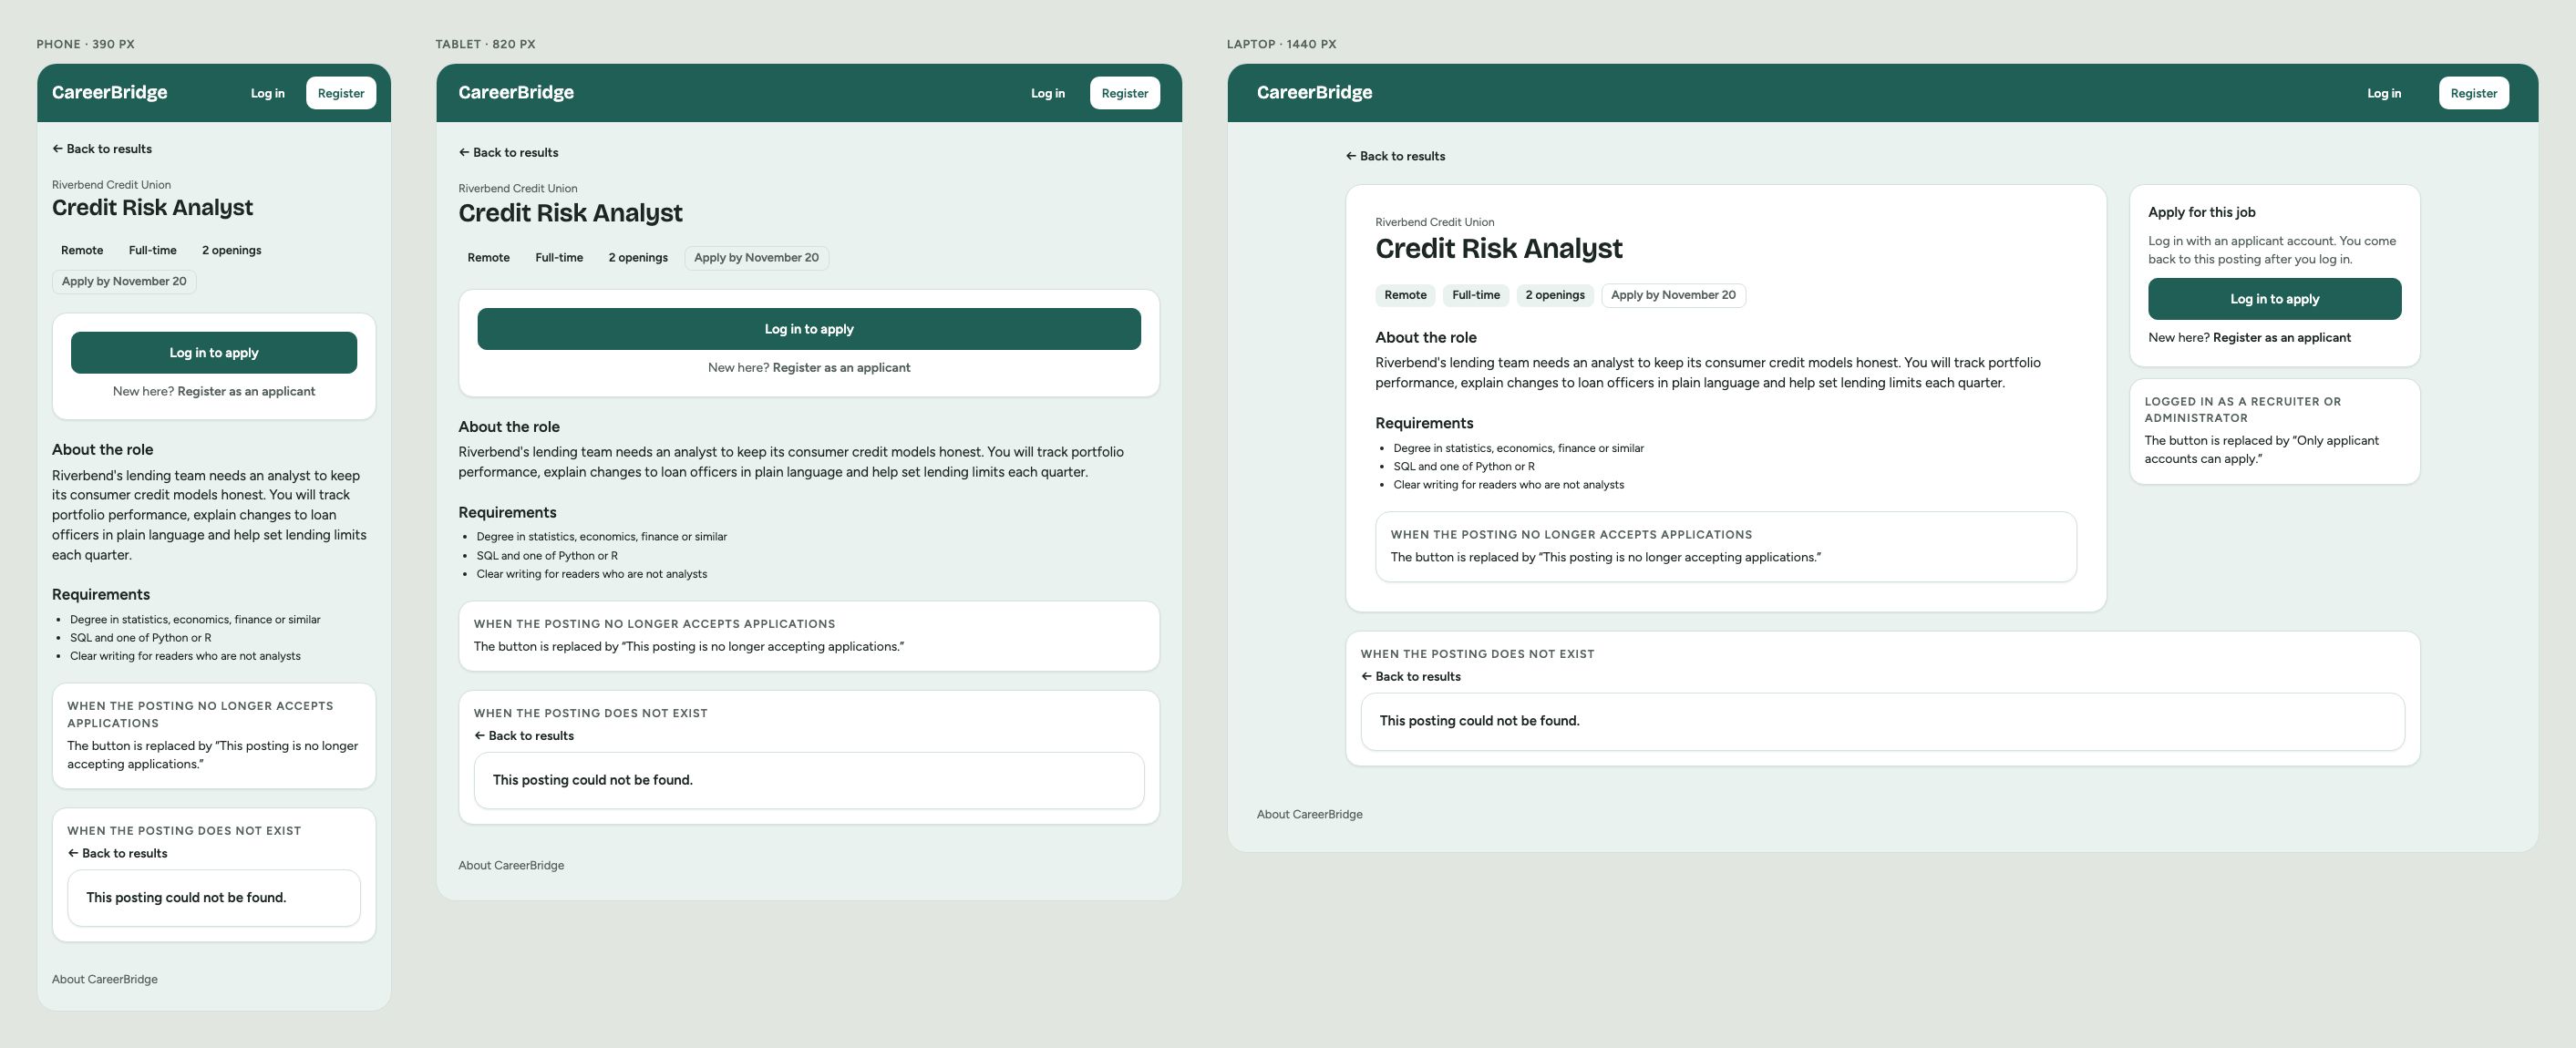 PHONE · 390 PX
CareerBridge
Log in
Register
← Back to results
Riverbend Credit Union
Credit Risk Analyst
Remote
Full-time
2 openings
Apply by November 20
Log in to apply
New here? Register as an applicant
About the role
Riverbend's lending team needs an analyst to keep
its consumer credit models honest. You will track
portfolio performance, explain changes to loan
officers in plain language and help set lending limits
each quarter.
Requirements
• Degree in statistics, economics, finance or similar
• SQL and one of Python or R
• Clear writing for readers who are not analysts
WHEN THE POSTING NO LONGER ACCEPTS
APPLICATIONS
The button is replaced by “This posting is no longer
accepting applications.”
WHEN THE POSTING DOES NOT EXIST
← Back to results
This posting could not be found.
About CareerBridge
TABLET · 820 PX
CareerBridge
Log in
Register
← Back to results
Riverbend Credit Union
Credit Risk Analyst
Remote
Full-time
2 openings
Apply by November 20
Log in to apply
New here? Register as an applicant
About the role
Riverbend's lending team needs an analyst to keep its consumer credit models honest. You will track portfolio
performance, explain changes to loan officers in plain language and help set lending limits each quarter.
Requirements
• Degree in statistics, economics, finance or similar
• SQL and one of Python or R
• Clear writing for readers who are not analysts
WHEN THE POSTING NO LONGER ACCEPTS APPLICATIONS
The button is replaced by “This posting is no longer accepting applications.”
WHEN THE POSTING DOES NOT EXIST
← Back to results
This posting could not be found.
About CareerBridge
LAPTOP · 1440 PX
CareerBridge
Log in
Register
← Back to results
Riverbend Credit Union
Credit Risk Analyst
Remote
Full-time
2 openings
Apply by November 20
About the role
Riverbend's lending team needs an analyst to keep its consumer credit models honest. You will track portfolio
performance, explain changes to loan officers in plain language and help set lending limits each quarter.
Requirements
• Degree in statistics, economics, finance or similar
• SQL and one of Python or R
• Clear writing for readers who are not analysts
WHEN THE POSTING NO LONGER ACCEPTS APPLICATIONS
The button is replaced by “This posting is no longer accepting applications.”
Apply for this job
Log in with an applicant account. You come
back to this posting after you log in.
Log in to apply
New here? Register as an applicant
LOGGED IN AS A RECRUITER OR
ADMINISTRATOR
The button is replaced by “Only applicant
accounts can apply.”
WHEN THE POSTING DOES NOT EXIST
← Back to results
This posting could not be found.
About CareerBridge